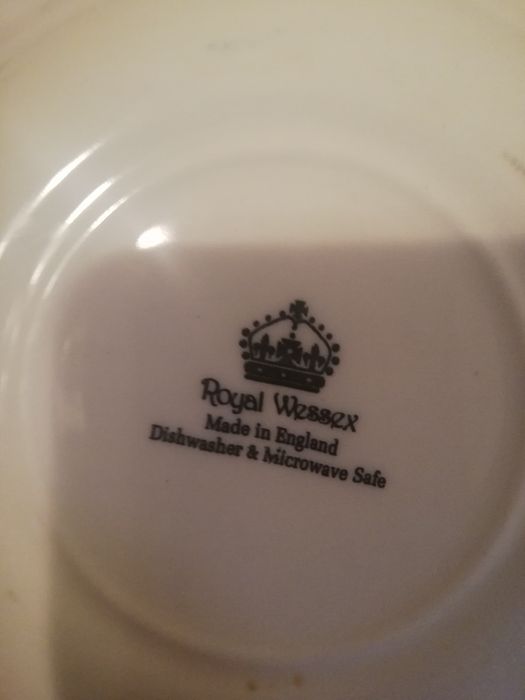 Royal Wessex
Made in England
Dishwasher & Microwave Safe